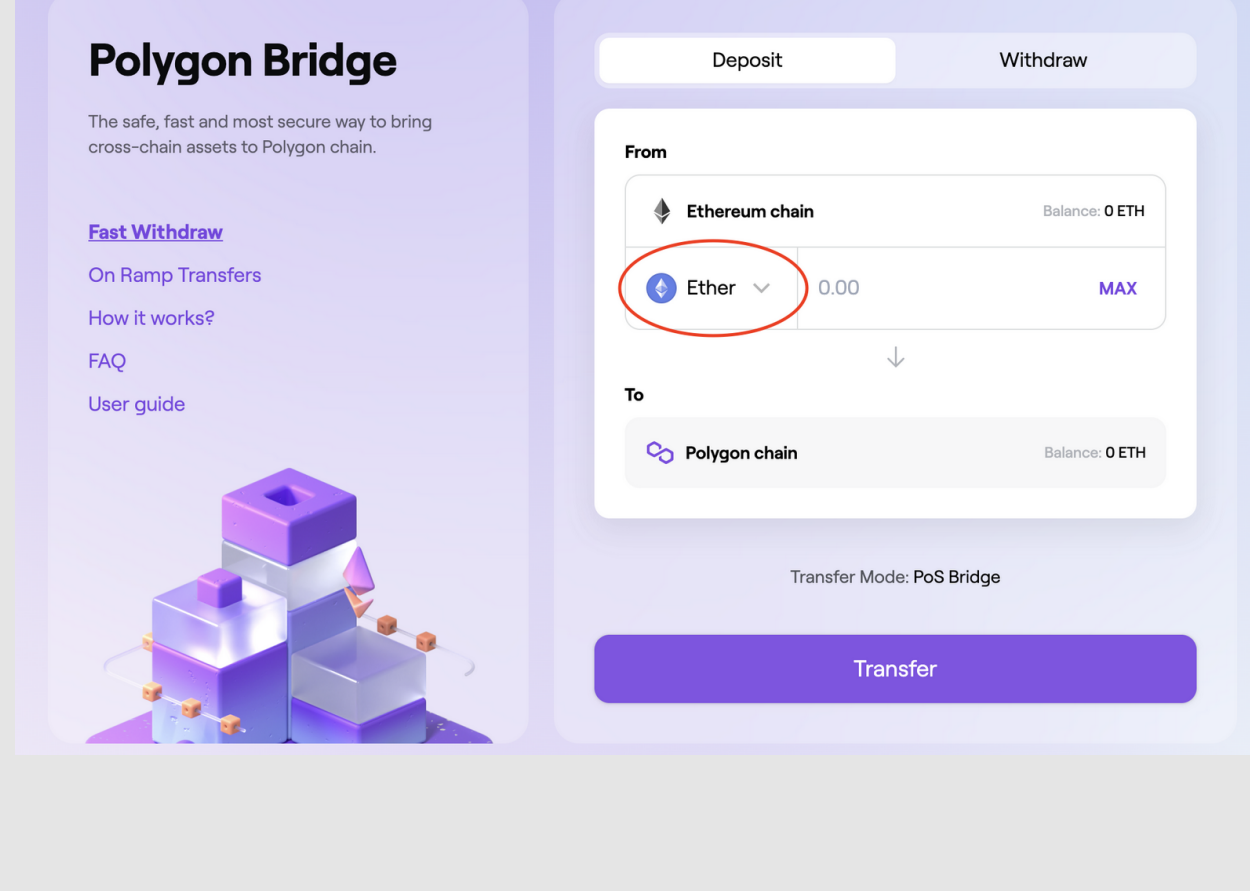 Polygon Bridge
The safe, fast and most secure way to bring
cross-chain assets to Polygon chain.
Fast Withdraw
On Ramp Transfers
How it works?
FAQ
User guide
Deposit
Withdraw
From
Ethereum chain
Balance: 0 ETH
Ether
0.00
MAX
To
Polygon chain
Balance: 0 ETH
Transfer Mode: PoS Bridge
Transfer